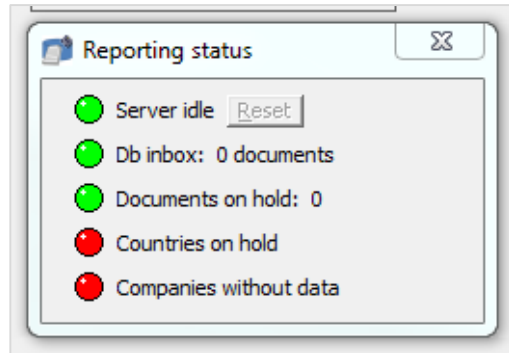 Reporting status
Server idle Reset
Db inbox: 0 documents
Documents on hold: 0
Countries on hold
Companies without data